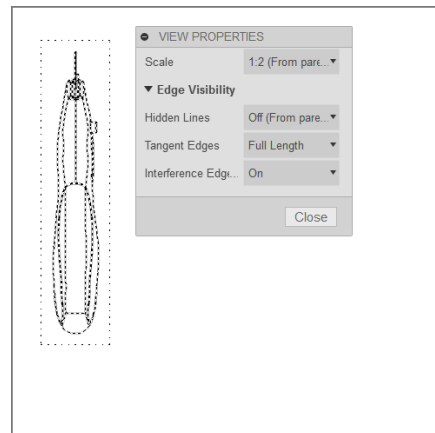 VIEW PROPERTIES
Scale 1:2 (From pare...
Edge Visibility
Hidden Lines Off (From pare...
Tangent Edges Full Length
Interference Edge... On
Close